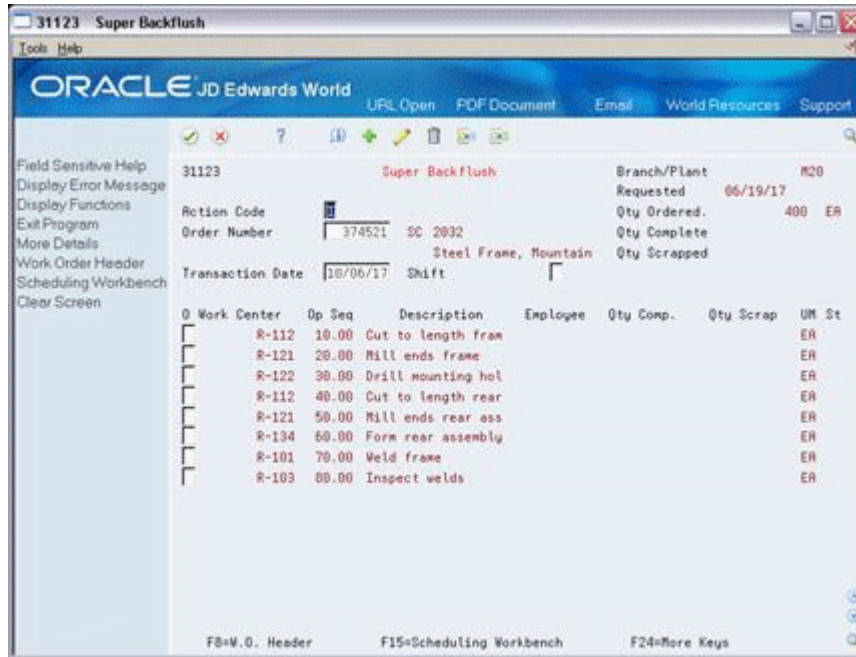 31123 Super Backflush
Tools Help
ORACLE JD Edwards World
URL Open PDF Document Email World Resources Support
Field Sensitive Help
Display Error Message
Display Functions
Exit Program
More Details
Work Order Header
Scheduling Workbench
Clear Screen
31123 Super Backflush Branch/Plant M20
Requested 06/19/17
Action Code I Qty Ordered. 400 EA
Order Number 374521 SC 2032 Qty Complete
Steel Frame, Mountain Qty Scrapped
Transaction Date 10/06/17 Shift
O Work Center Op Seq Description Employee Qty Comp. Qty Scrap UM St
R-112 10.00 Cut to length fram EA
R-121 20.00 Mill ends frame EA
R-122 30.00 Drill mounting hol EA
R-112 40.00 Cut to length rear EA
R-121 50.00 Mill ends rear ass EA
R-134 60.00 Form rear assembly EA
R-101 70.00 Weld frame EA
R-103 80.00 Inspect welds EA
F8=W.O. Header F15=Scheduling Workbench F24=More Keys